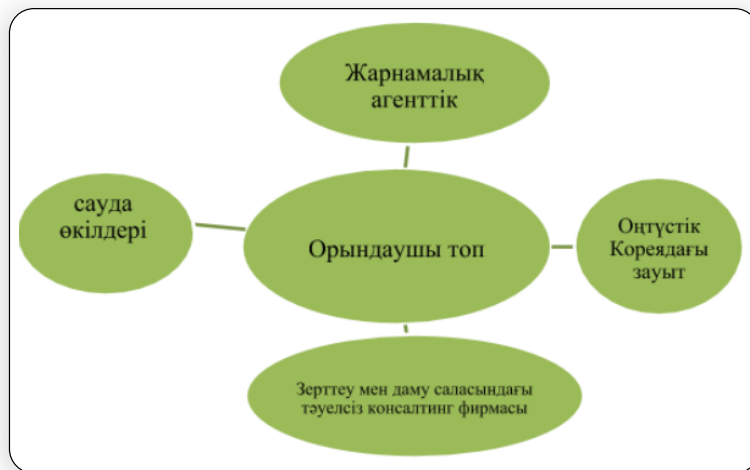 Жарнамалық
агенттік
сауда
өкілдері
Орындаушы топ
Оңтүстік
Кореядағы
зауыт
Зерттеу мен даму саласындағы
тәуелсіз консалтинг фирмасы